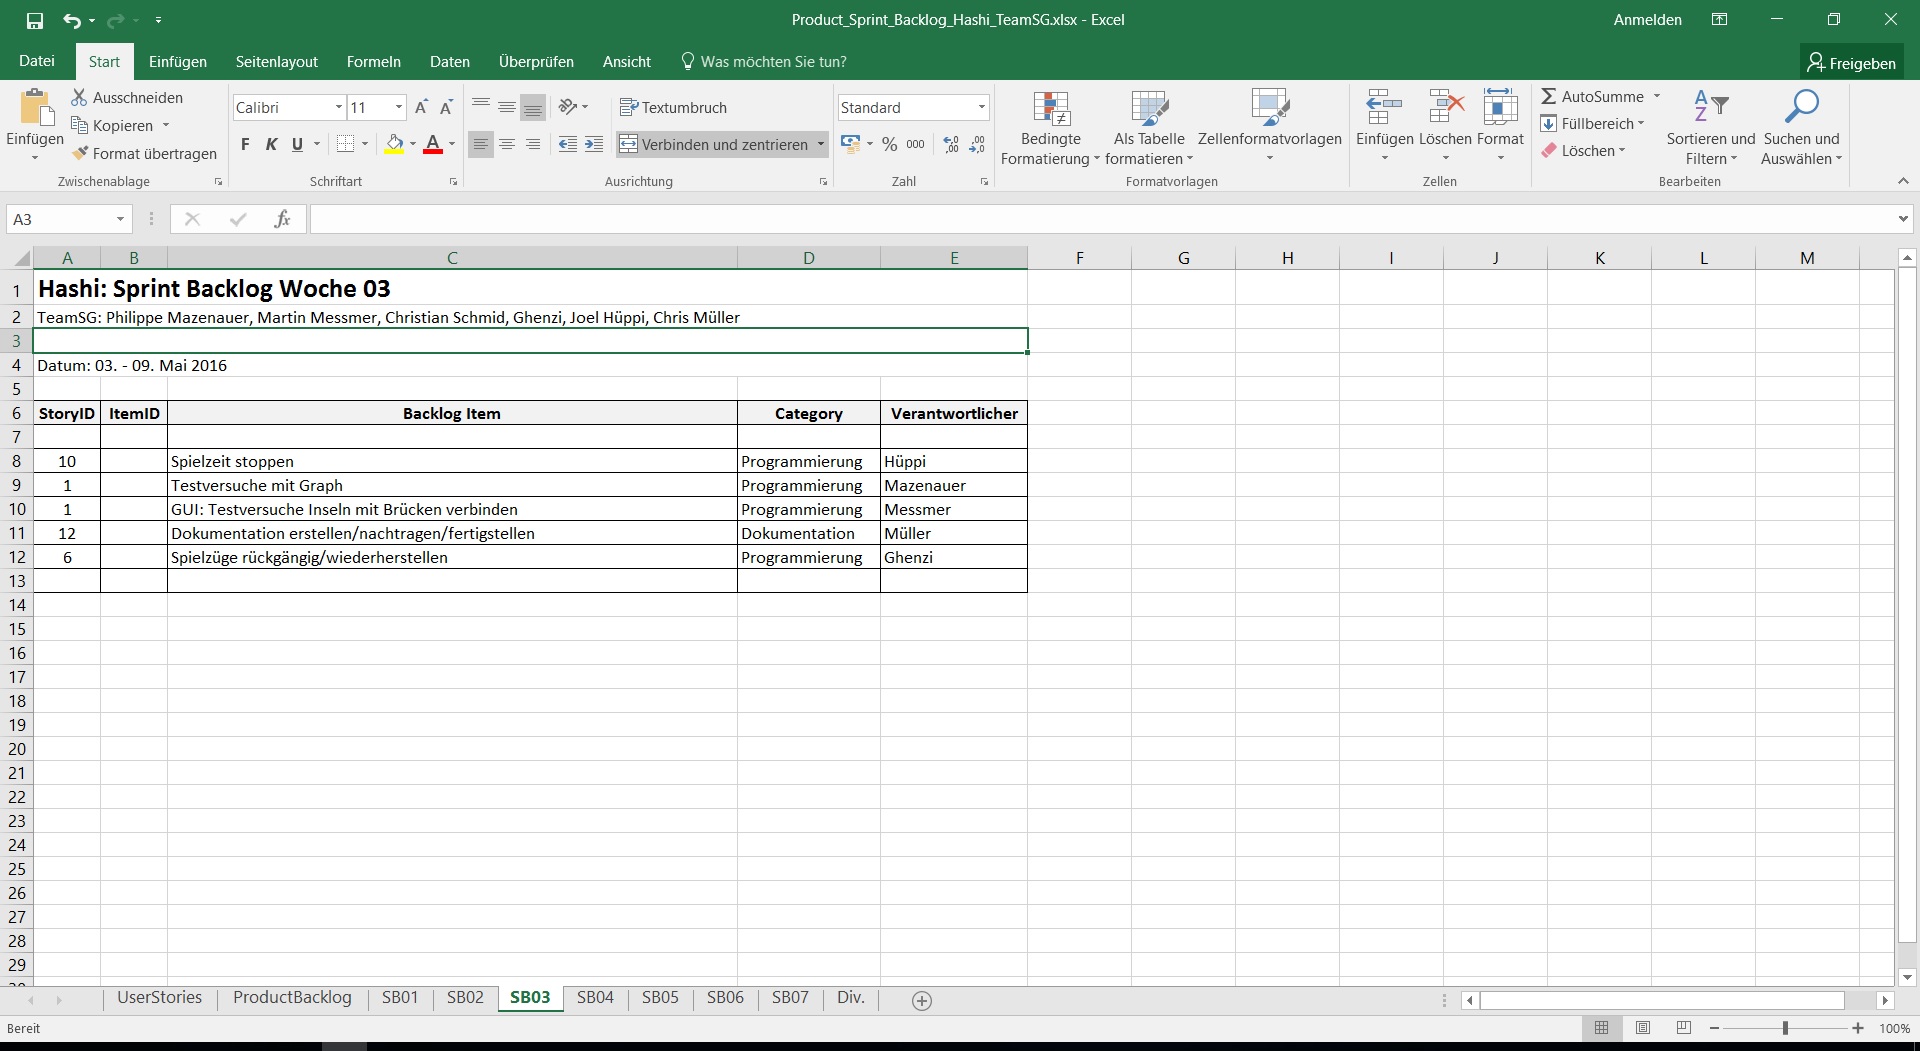 Product_Sprint_Backlog_Hashi_TeamSG.xlsx - Excel
Anmelden
Datei Start Einfügen Seitenlayout Formeln Daten Überprüfen Ansicht Was möchten Sie tun? Freigeben
Einfügen
Ausschneiden
Kopieren
Format übertragen
Zwischenablage
Calibri 11
F K U
Schriftart
Textumbruch
Verbinden und zentrieren
Ausrichtung
Standard
% 000
Zahl
Bedingte Formatierung
Als Tabelle formatieren
Zellenformatvorlagen
Formatvorlagen
Einfügen Löschen Format
Zellen
AutoSumme
Füllbereich
Löschen
Sortieren und Filtern
Suchen und Auswählen
Bearbeiten
A3 fx
A B C D E F G H I J K L M
1 Hashi: Sprint Backlog Woche 03
2 TeamSG: Philippe Mazenauer, Martin Messmer, Christian Schmid, Ghenzi, Joel Hüppi, Chris Müller
3
4 Datum: 03. - 09. Mai 2016
5
6 StoryID ItemID Backlog Item Category Verantwortlicher
7
8 10 Spielzeit stoppen Programmierung Hüppi
9 1 Testversuche mit Graph Programmierung Mazenauer
10 1 GUI: Testversuche Inseln mit Brücken verbinden Programmierung Messmer
11 12 Dokumentation erstellen/nachtragen/fertigstellen Dokumentation Müller
12 6 Spielzüge rückgängig/wiederherstellen Programmierung Ghenzi
13
14
15
16
17
18
19
20
21
22
23
24
25
26
27
28
29
UserStories ProductBacklog SB01 SB02 SB03 SB04 SB05 SB06 SB07 Div.
Bereit
100%